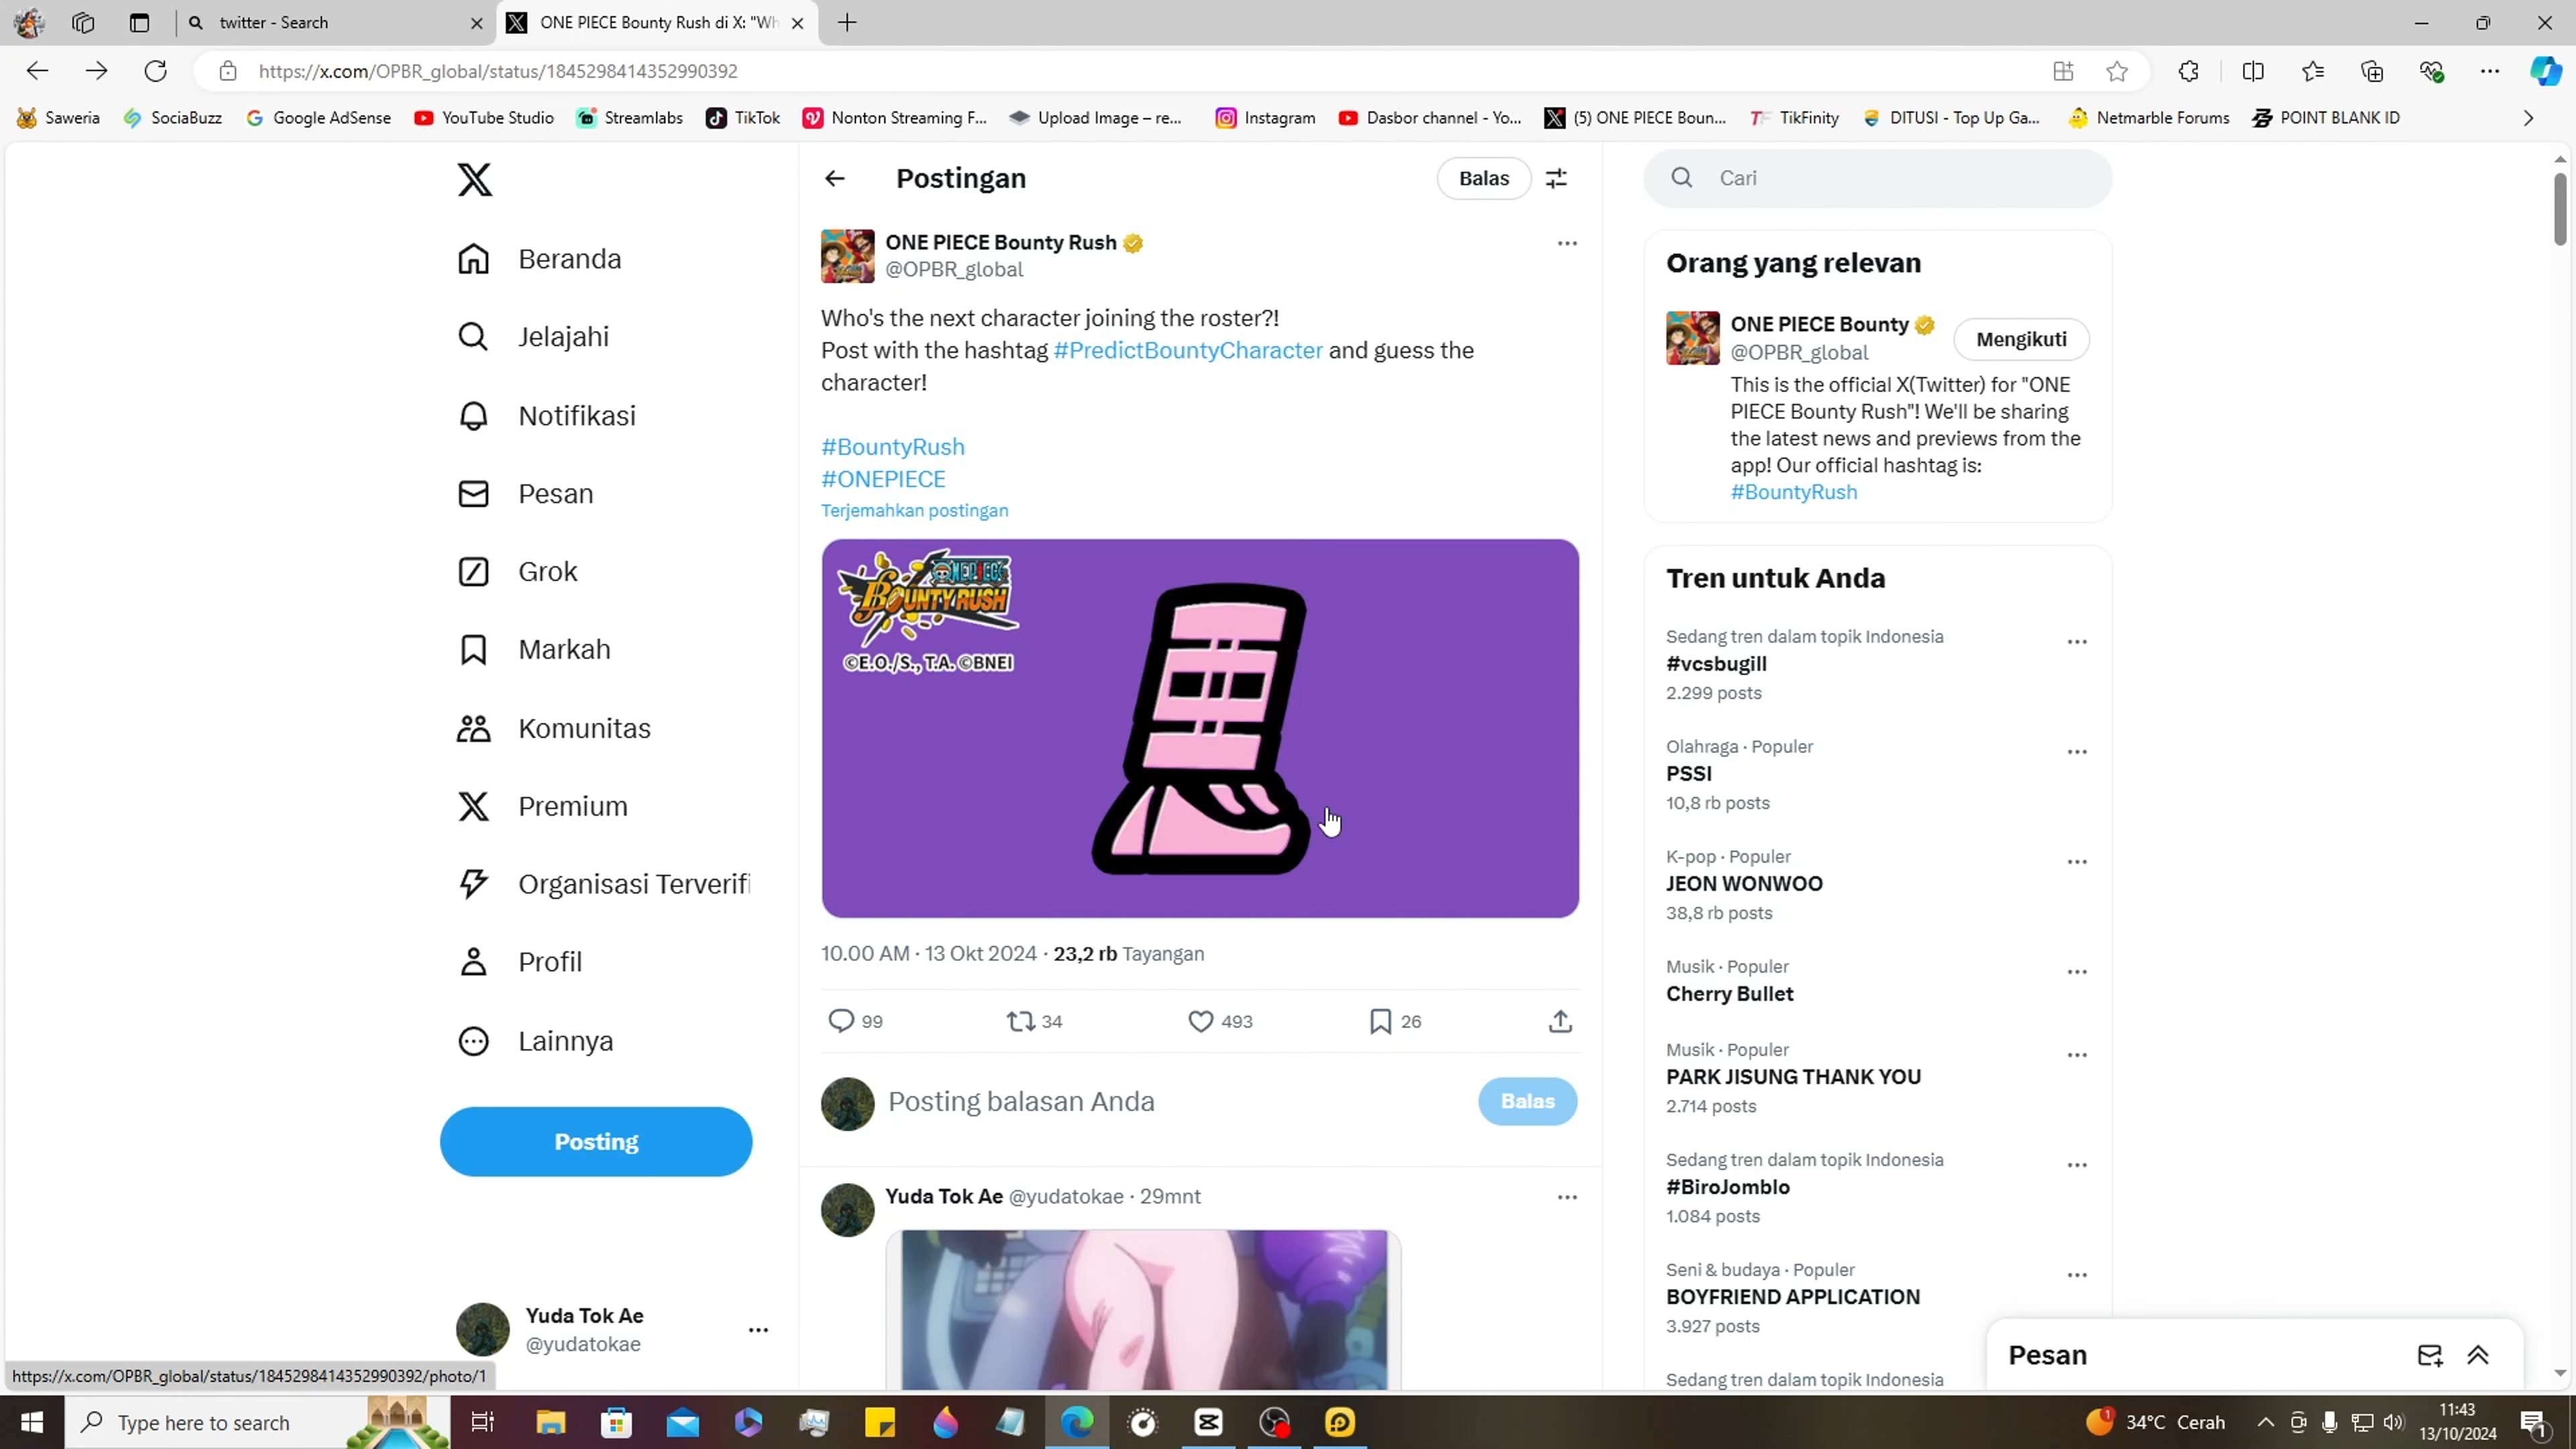 twitter - Search
ONE PIECE Bounty Rush di X: "Wh
https://x.com/OPBR_global/status/1845298414352990392
Saweria
SociaBuzz
Google AdSense
YouTube Studio
Streamlabs
TikTok
Nonton Streaming F...
Upload Image – re...
Instagram
Dasbor channel - Yo...
(5) ONE PIECE Boun...
TikFinity
DITUSI - Top Up Ga...
Netmarble Forums
POINT BLANK ID
Beranda
Jelajahi
Notifikasi
Pesan
Grok
Markah
Komunitas
Premium
Organisasi Terverifi
Profil
Lainnya
Posting
Yuda Tok Ae
@yudatokae
Postingan
Balas
ONE PIECE Bounty Rush
@OPBR_global
Who's the next character joining the roster?!
Post with the hashtag #PredictBountyCharacter and guess the
character!
#BountyRush
#ONEPIECE
Terjemahkan postingan
ONE PIECE
BOUNTY RUSH
©E.O./S., T.A. ©BNEI
10.00 AM · 13 Okt 2024 · 23,2 rb Tayangan
99
34
493
26
Posting balasan Anda
Balas
Yuda Tok Ae @yudatokae · 29mnt
Cari
Orang yang relevan
ONE PIECE Bounty
@OPBR_global
Mengikuti
This is the official X(Twitter) for "ONE
PIECE Bounty Rush"! We'll be sharing
the latest news and previews from the
app! Our official hashtag is:
#BountyRush
Tren untuk Anda
Sedang tren dalam topik Indonesia
#vcsbugill
2.299 posts
Olahraga · Populer
PSSI
10,8 rb posts
K-pop · Populer
JEON WONWOO
38,8 rb posts
Musik · Populer
Cherry Bullet
Musik · Populer
PARK JISUNG THANK YOU
2.714 posts
Sedang tren dalam topik Indonesia
#BiroJomblo
1.084 posts
Seni & budaya · Populer
BOYFRIEND APPLICATION
3.927 posts
Sedang tren dalam topik Indonesia
Pesan
https://x.com/OPBR_global/status/1845298414352990392/photo/1
Type here to search
1
34°C Cerah
11:43
13/10/2024
1